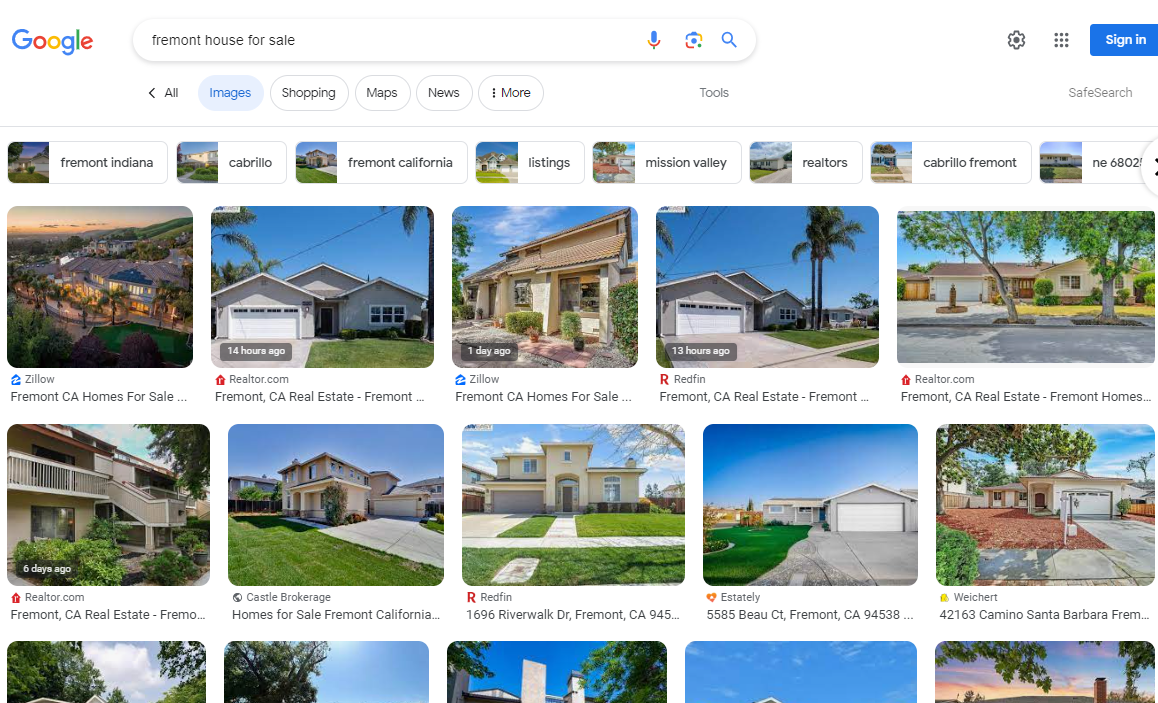 Google
fremont house for sale
Sign in
All
Images
Shopping
Maps
News
More
Tools
SafeSearch
fremont indiana
cabrillo
fremont california
listings
mission valley
realtors
cabrillo fremont
ne 6802
14 hours ago
1 day ago
13 hours ago
Zillow
Realtor.com
Zillow
Redfin
Realtor.com
Fremont CA Homes For Sale ...
Fremont, CA Real Estate - Fremont ...
Fremont CA Homes For Sale ...
Fremont, CA Real Estate - Fremont ...
Fremont, CA Real Estate - Fremont Homes...
6 days ago
Realtor.com
Castle Brokerage
Redfin
Estately
Weichert
Fremont, CA Real Estate - Fremo...
Homes for Sale Fremont California...
1696 Riverwalk Dr, Fremont, CA 945...
5585 Beau Ct, Fremont, CA 94538 ...
42163 Camino Santa Barbara Frem...